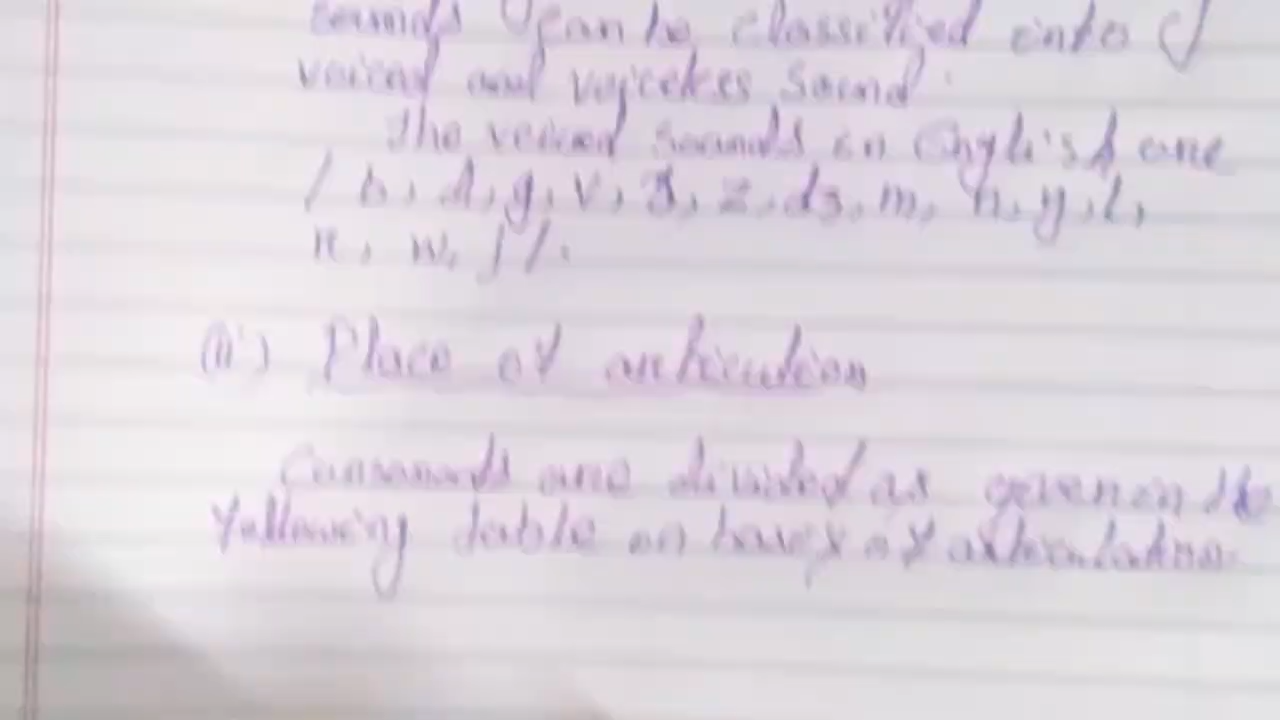 sounds can be classified into
voiced and voiceless sound.
The voiced sounds in English are
/ b, d, g, v, ð, z, dʒ, m, n, y, l,
r, w, j /.
(ii) Place of articulation
Consonants are divided as given in the
following table on bases of articulation